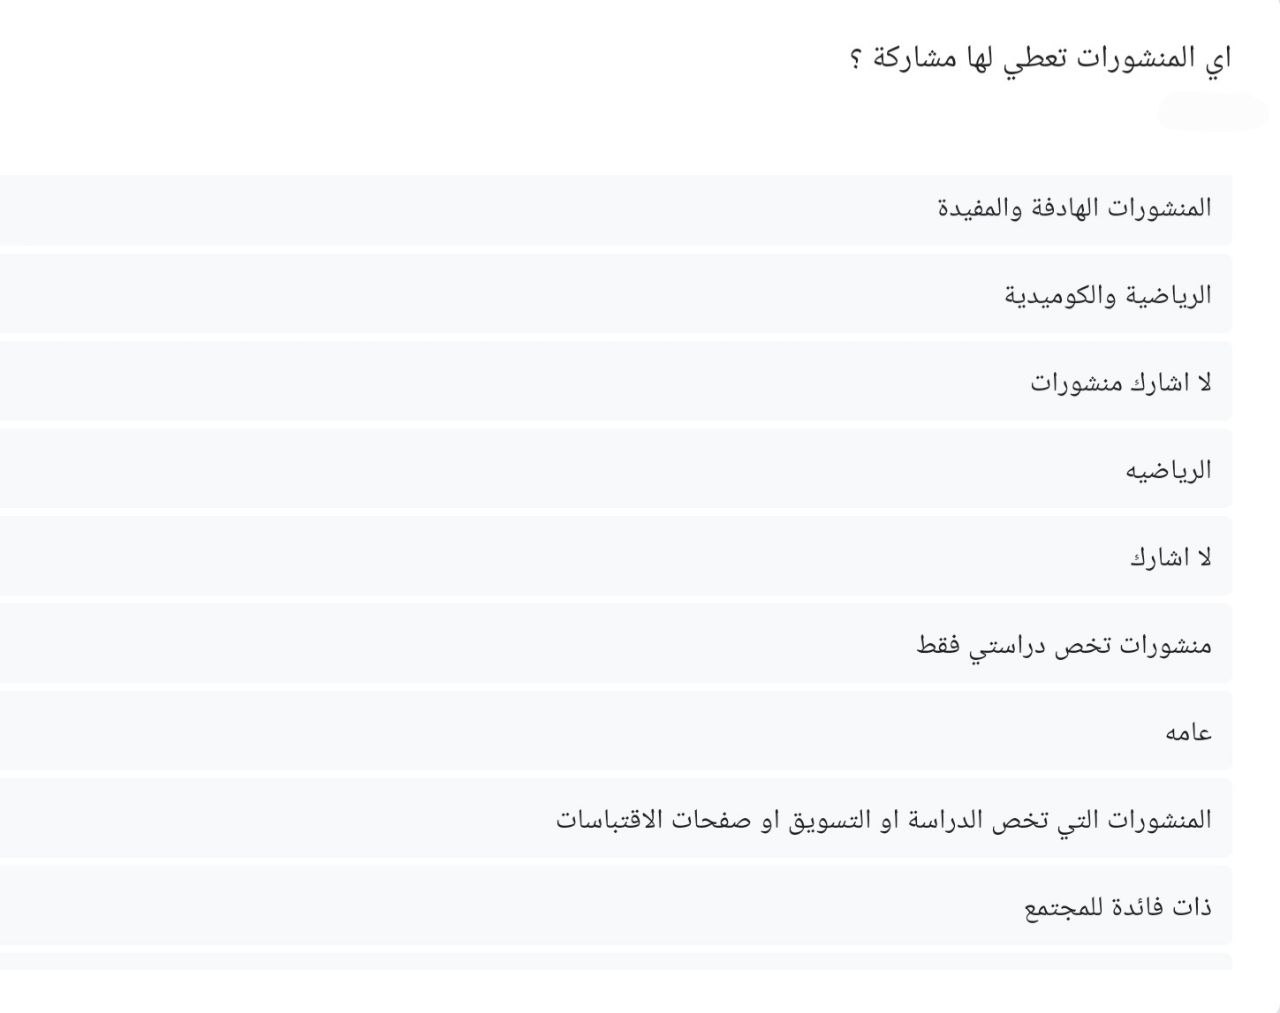 اي المنشورات تعطي لها مشاركة ؟
المنشورات الهادفة والمفيدة
الرياضية والكوميدية
لا اشارك منشورات
الرياضيه
لا اشارك
منشورات تخص دراستي فقط
عامه
المنشورات التي تخص الدراسة او التسويق او صفحات الاقتباسات
ذات فائدة للمجتمع